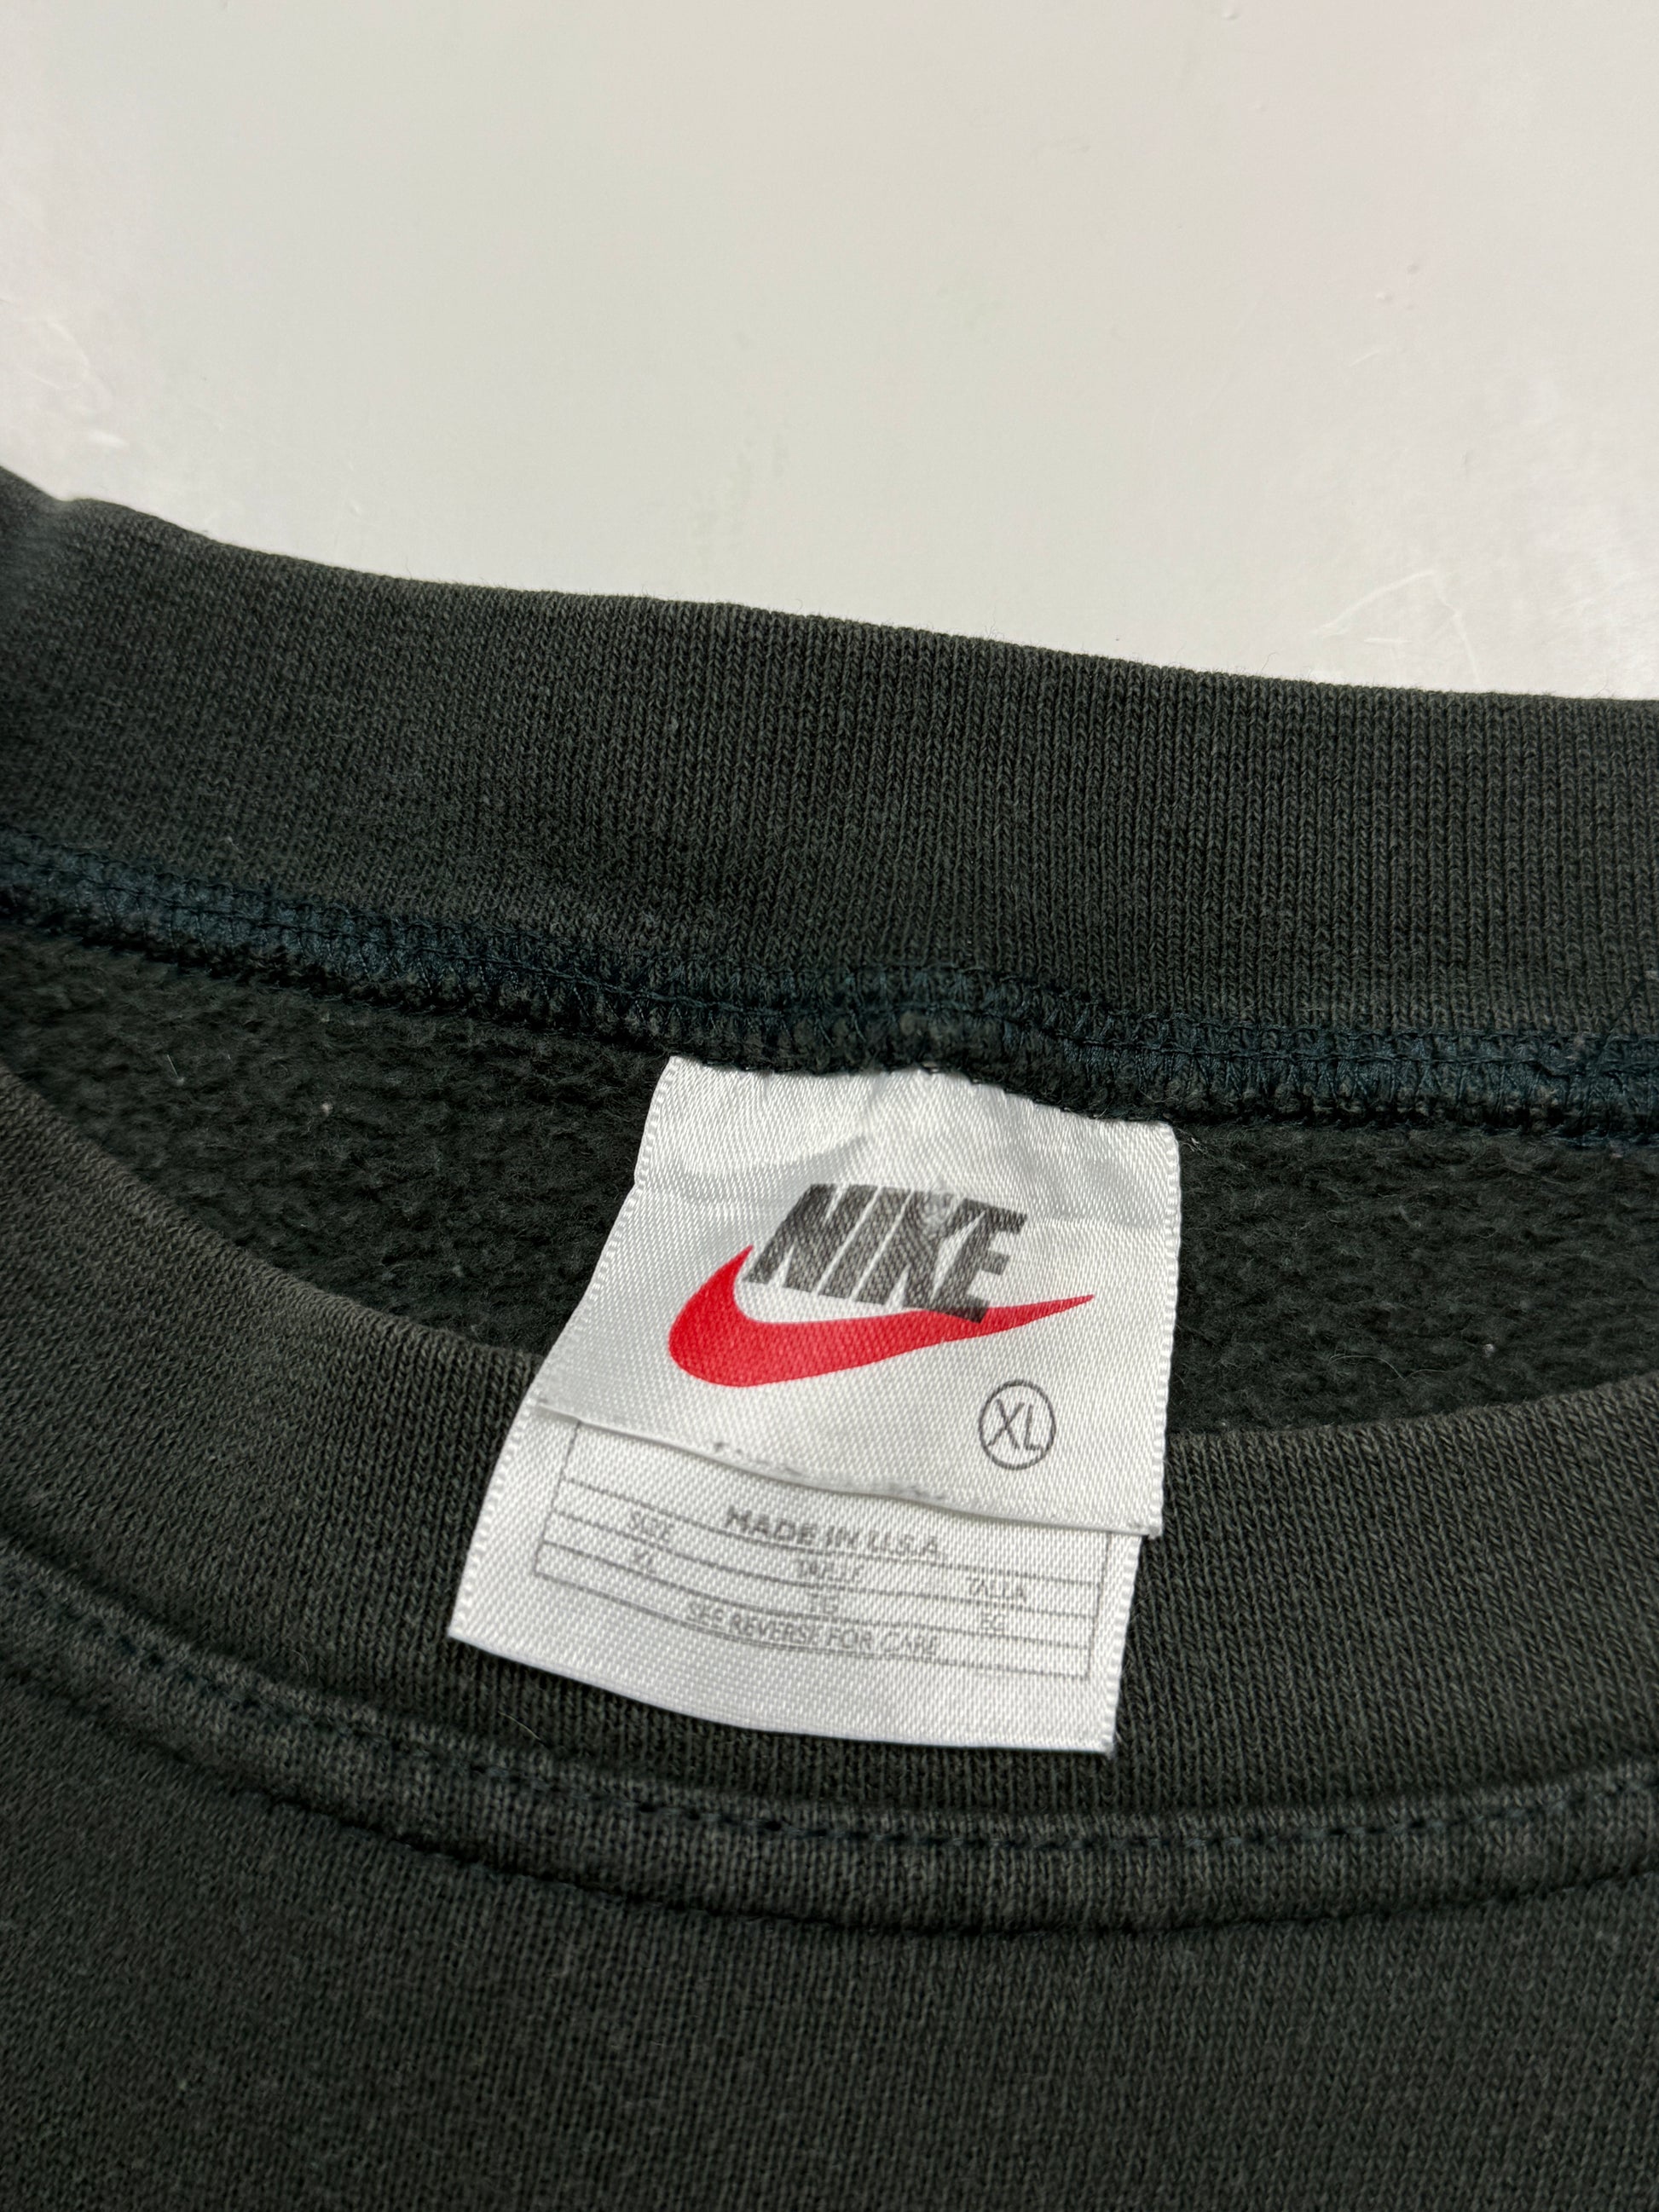 NIKE
XL
MADE IN U.S.A.
SIZE TAILLE TALLA
XL TG EG
SEE REVERSE FOR CARE